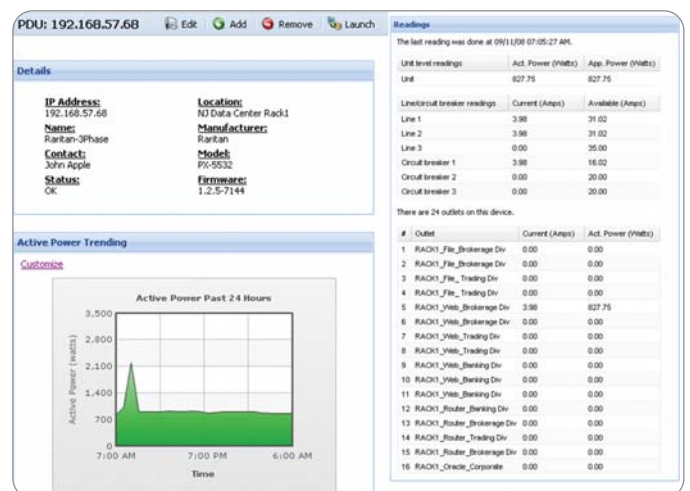 PDU: 192.168.57.68 Edit Add Remove Launch
Details
IP Address:
192.168.57.68
Name:
Raritan-3Phase
Contact:
John Apple
Status:
OK
Location:
NJ Data Center Rack1
Manufacturer:
Raritan
Model:
PX-5532
Firmware:
1.2.5-7144
Active Power Trending
Customize
Active Power Past 24 Hours
Active Power (watts)
3,500
2,800
2,100
1,400
700
0
7:00 AM 7:00 PM 6:00 AM
Time
Readings
The last reading was done at 09/11/08 07:05:27 AM.
Unit level readings Act. Power (Watts) App. Power (Watts)
Unit 827.75 827.75
Line/circuit breaker readings Current (Amps) Available (Amps)
Line 1 3.98 31.02
Line 2 3.98 31.02
Line 3 0.00 35.00
Circuit breaker 1 3.98 16.02
Circuit breaker 2 0.00 20.00
Circuit breaker 3 0.00 20.00
There are 24 outlets on this device.
# Outlet Current (Amps) Act. Power (Watts)
1 RACK1_File_Brokerage Div 0.00 0.00
2 RACK1_File_Brokerage Div 0.00 0.00
3 RACK1_File_ Trading Div 0.00 0.00
4 RACK1_File_ Trading Div 0.00 0.00
5 RACK1_Web_Brokerage Div 3.98 827.75
6 RACK1_Web_Brokerage Div 0.00 0.00
7 RACK1_Web_Trading Div 0.00 0.00
8 RACK1_Web_Trading Div 0.00 0.00
9 RACK1_Web_Banking Div 0.00 0.00
10 RACK1_Web_Banking Div 0.00 0.00
11 RACK1_Web_Banking Div 0.00 0.00
12 RACK1_Router_Banking Div 0.00 0.00
13 RACK1_Router_Brokerage Div 0.00 0.00
14 RACK1_Router_Trading Div 0.00 0.00
15 RACK1_Router_Brokerage Div 0.00 0.00
16 RACK1_Oracle_Corporate 0.00 0.00